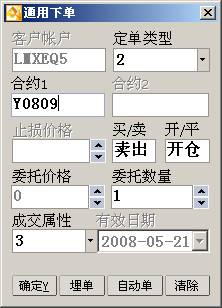 通用下单
客户帐户 定单类型
LMXEQ5 2
合约1 合约2
Y0809
止损价格 买/卖 开/平
卖出 开仓
委托价格 委托数量
0 1
成交属性 有效日期
3 2008-05-21
确定Y 埋单 自动单 清除